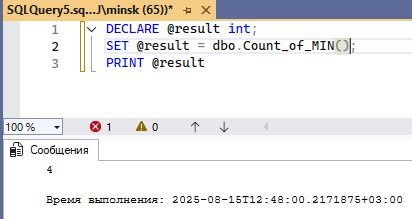 SQLQuery5.sq...J\minsk (65))*
1 DECLARE @result int;
2 SET @result = dbo.Count_of_MIN();
3 PRINT @result
100 % 1 0
Сообщения
4
Время выполнения: 2025-08-15T12:48:00.2171875+03:00